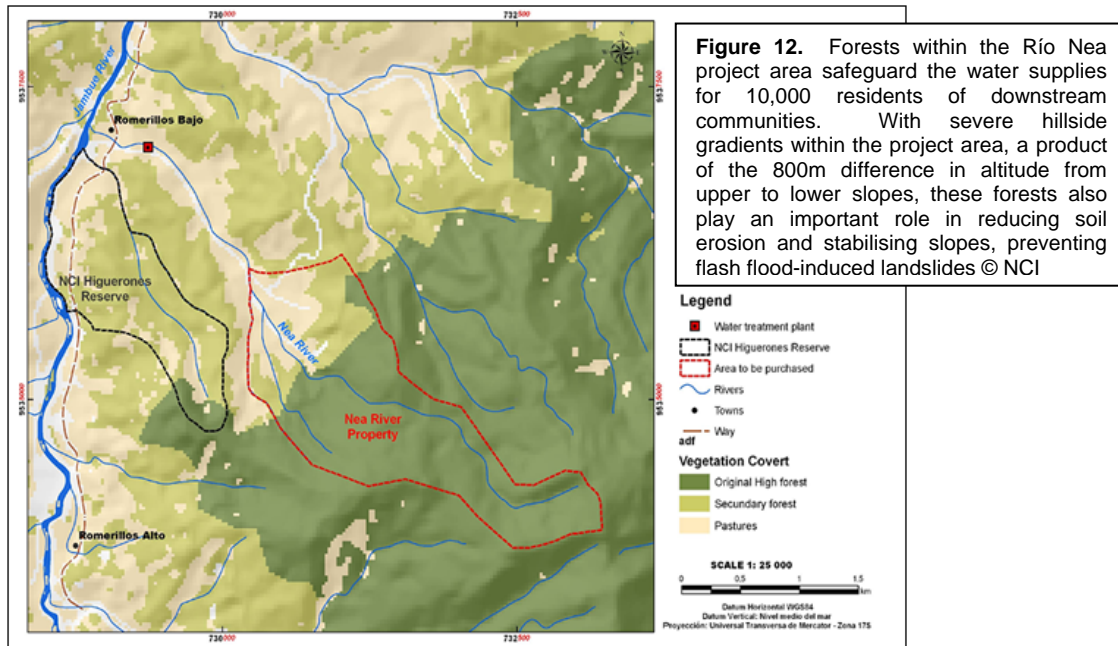 730000
732500
9537500
9537500
Jambue River
Romerillos Bajo
NCI Higuerones
Reserve
Nea River
Nea River
Property
9535000
9535000
Romerillos Alto
730000
732500
Figure 12. Forests within the Río Nea
project area safeguard the water supplies
for 10,000 residents of downstream
communities. With severe hillside
gradients within the project area, a product
of the 800m difference in altitude from
upper to lower slopes, these forests also
play an important role in reducing soil
erosion and stabilising slopes, preventing
flash flood-induced landslides © NCI
Legend
Water treatment plant
NCI Higuerones Reserve
Area to be purchased
Rivers
Towns
Way
adf
Vegetation Covert
Original High forest
Secundary forest
Pastures
SCALE 1: 25 000
0 0,5 1 1,5
km
Datum Horizontal WGS84
Datum Vertical: Nivel medio del mar
Proyección: Universal Transversa de Mercator - Zona 17S